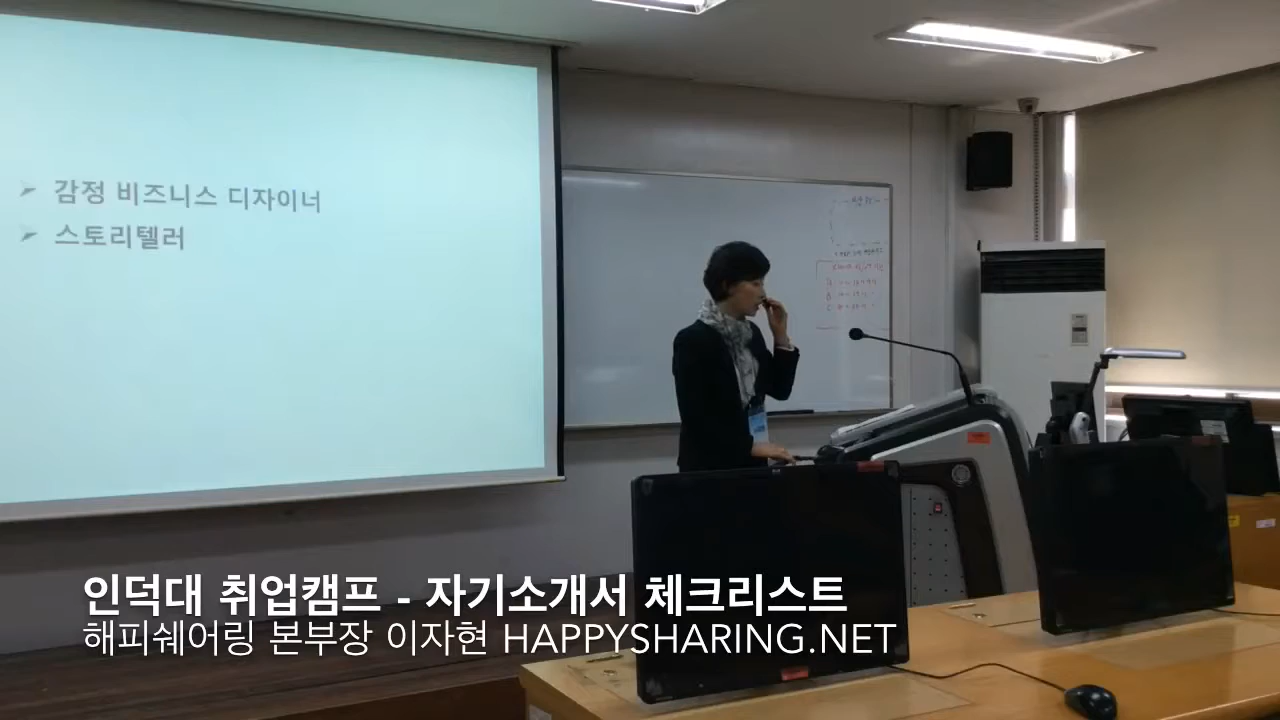 ➢ 감정 비즈니스 디자이너
➢ 스토리텔러
인덕대 취업캠프 - 자기소개서 체크리스트
해피쉐어링 본부장 이자현 HAPPYSHARING.NET